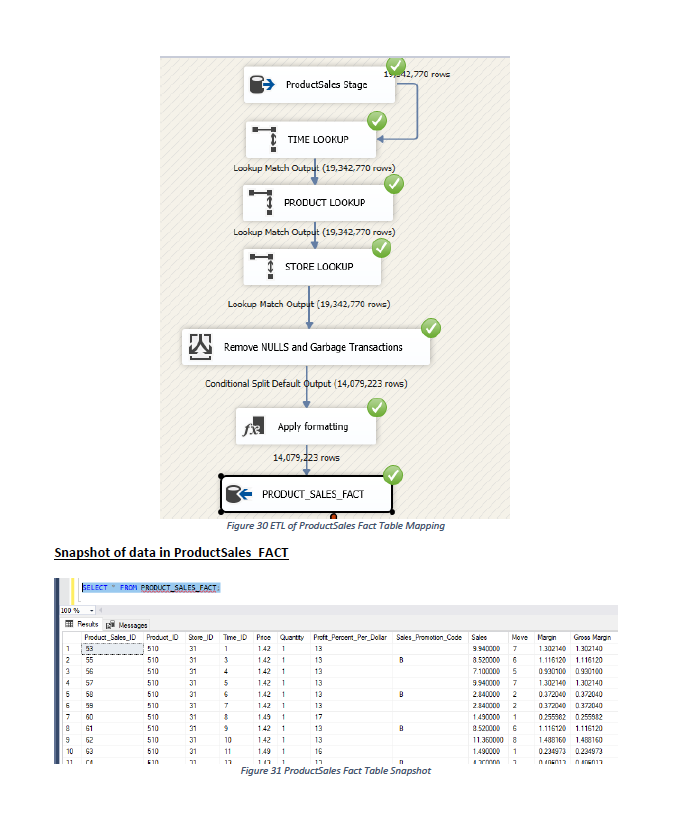 19,342,770 rows
ProductSales Stage
TIME LOOKUP
Lookup Match Output (19,342,770 rows)
PRODUCT LOOKUP
Lookup Match Output (19,342,770 rows)
STORE LOOKUP
Lookup Match Output (19,342,770 rows)
Remove NULLS and Garbage Transactions
Conditional Split Default Output (14,079,223 rows)
Apply formatting
14,079,223 rows
PRODUCT_SALES_FACT
Figure 30 ETL of ProductSales Fact Table Mapping
Snapshot of data in ProductSales_FACT
SELECT * FROM PRODUCT_SALES_FACT;
100 %
Results Messages
Product_Sales_ID Product_ID Store_ID Time_ID Price Quantity Profit_Percent_Per_Dollar Sales_Promotion_Code Sales Move Margin Gross Margin
1 53 510 31 1 1.42 1 13 9.940000 7 1.302140 1.302140
2 55 510 31 3 1.42 1 13 B 8.520000 6 1.116120 1.116120
3 56 510 31 4 1.42 1 13 7.100000 5 0.930100 0.930100
4 57 510 31 5 1.42 1 13 9.940000 7 1.302140 1.302140
5 58 510 31 6 1.42 1 13 B 2.840000 2 0.372040 0.372040
6 59 510 31 7 1.42 1 13 2.840000 2 0.372040 0.372040
7 60 510 31 8 1.49 1 17 1.490000 1 0.255982 0.255982
8 61 510 31 9 1.42 1 13 B 8.520000 6 1.116120 1.116120
9 62 510 31 10 1.42 1 13 11.360000 8 1.488160 1.488160
10 63 510 31 11 1.49 1 16 1.490000 1 0.234973 0.234973
Figure 31 ProductSales Fact Table Snapshot